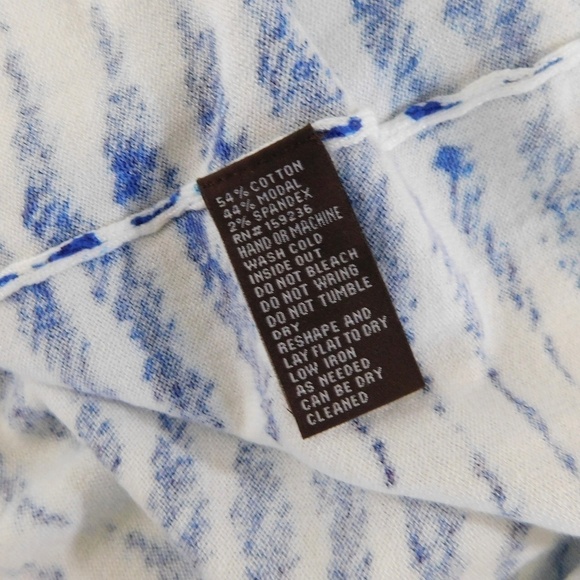 54% COTTON
44% MODAL
2% SPANDEX
RN# 159236
HAND OR MACHINE
WASH COLD
INSIDE OUT
DO NOT BLEACH
DO NOT WRING
DO NOT TUMBLE
DRY
RESHAPE AND
LAY FLAT TO DRY
LOW IRON
AS NEEDED
CAN BE DRY
CLEANED